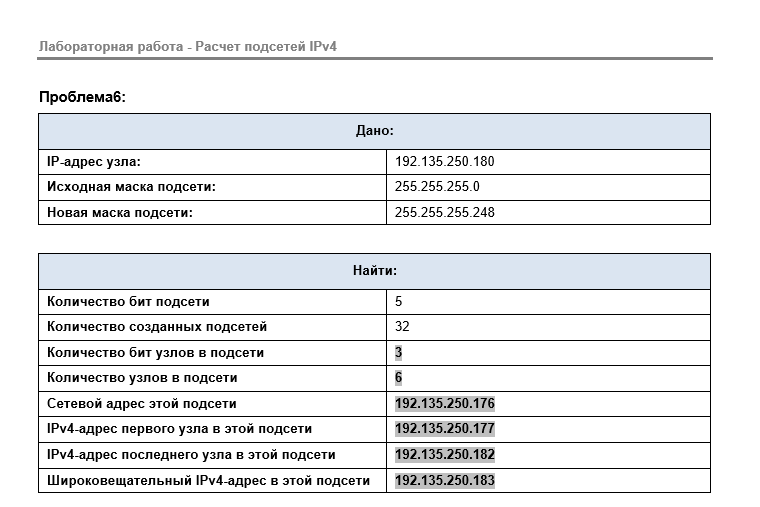 Лабораторная работа - Расчет подсетей IPv4
Проблема6:
Дано:
IP-адрес узла: 192.135.250.180
Исходная маска подсети: 255.255.255.0
Новая маска подсети: 255.255.255.248
Найти:
Количество бит подсети 5
Количество созданных подсетей 32
Количество бит узлов в подсети 3
Количество узлов в подсети 6
Сетевой адрес этой подсети 192.135.250.176
IPv4-адрес первого узла в этой подсети 192.135.250.177
IPv4-адрес последнего узла в этой подсети 192.135.250.182
Широковещательный IPv4-адрес в этой подсети 192.135.250.183